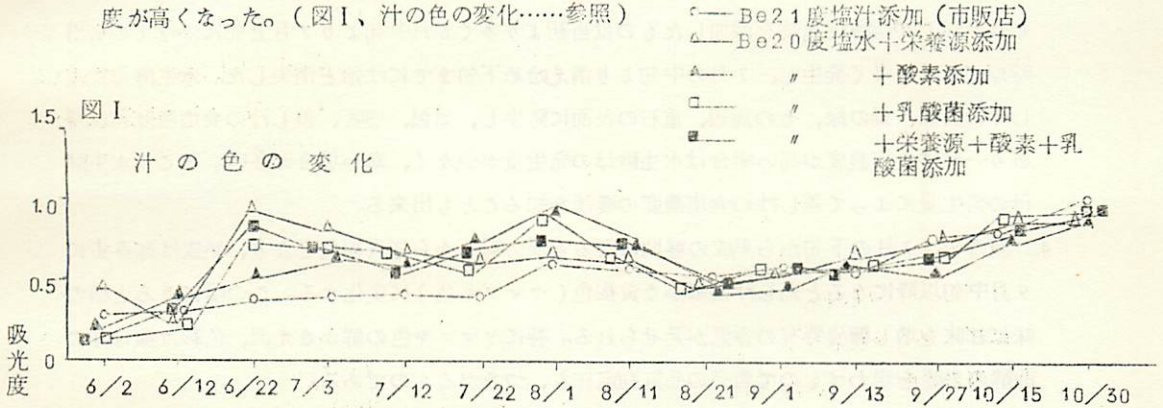 度が高くなった。(図I、汁の色の変化……参照)
Be21度塩汁添加(市販店)
Be20度塩水+栄養源添加
〃 +酸素添加
〃 +乳酸菌添加
〃 +栄養源+酸素+乳
酸菌添加
図I
汁の色の変化
1.5
1.0
0.5
0
吸光度
6/2 6/12 6/22 7/3 7/12 7/22 8/1 8/11 8/21 9/1 9/13 9/27 10/15 10/30